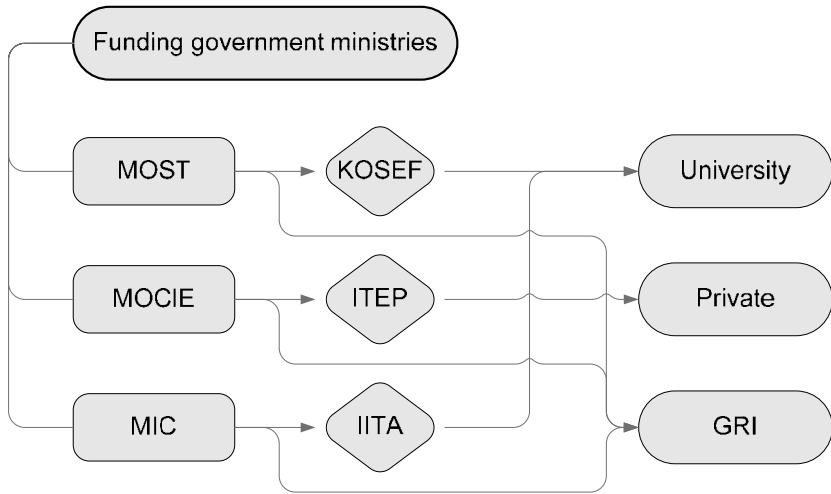 Funding government ministries
MOST
KOSEF
University
MOCIE
ITEP
Private
MIC
IITA
GRI